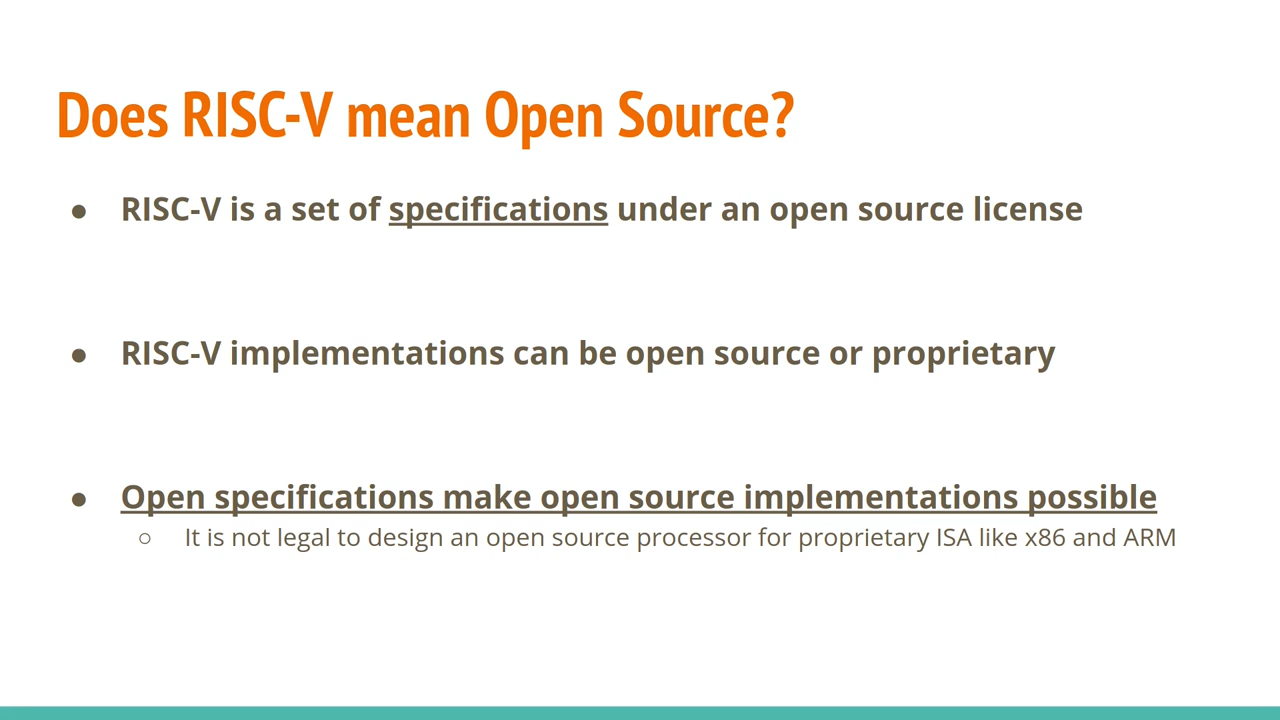 Does RISC-V mean Open Source?
● RISC-V is a set of specifications under an open source license
● RISC-V implementations can be open source or proprietary
● Open specifications make open source implementations possible
○ It is not legal to design an open source processor for proprietary ISA like x86 and ARM